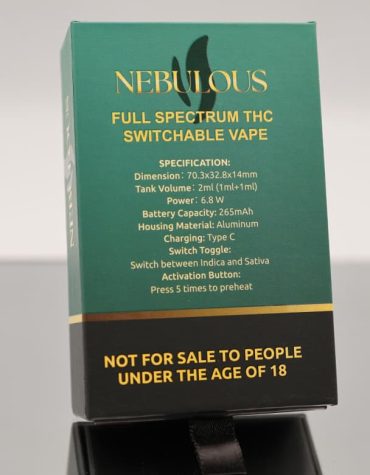 NEBULOUS
FULL SPECTRUM THC
SWITCHABLE VAPE
SPECIFICATION:
Dimension: 70.3x32.8x14mm
Tank Volume: 2ml (1ml+1ml)
Power: 6.8 W
Battery Capacity: 265mAh
Housing Material: Aluminum
Charging: Type C
Switch Toggle:
Switch between Indica and Sativa
Activation Button:
Press 5 times to preheat
NOT FOR SALE TO PEOPLE
UNDER THE AGE OF 18